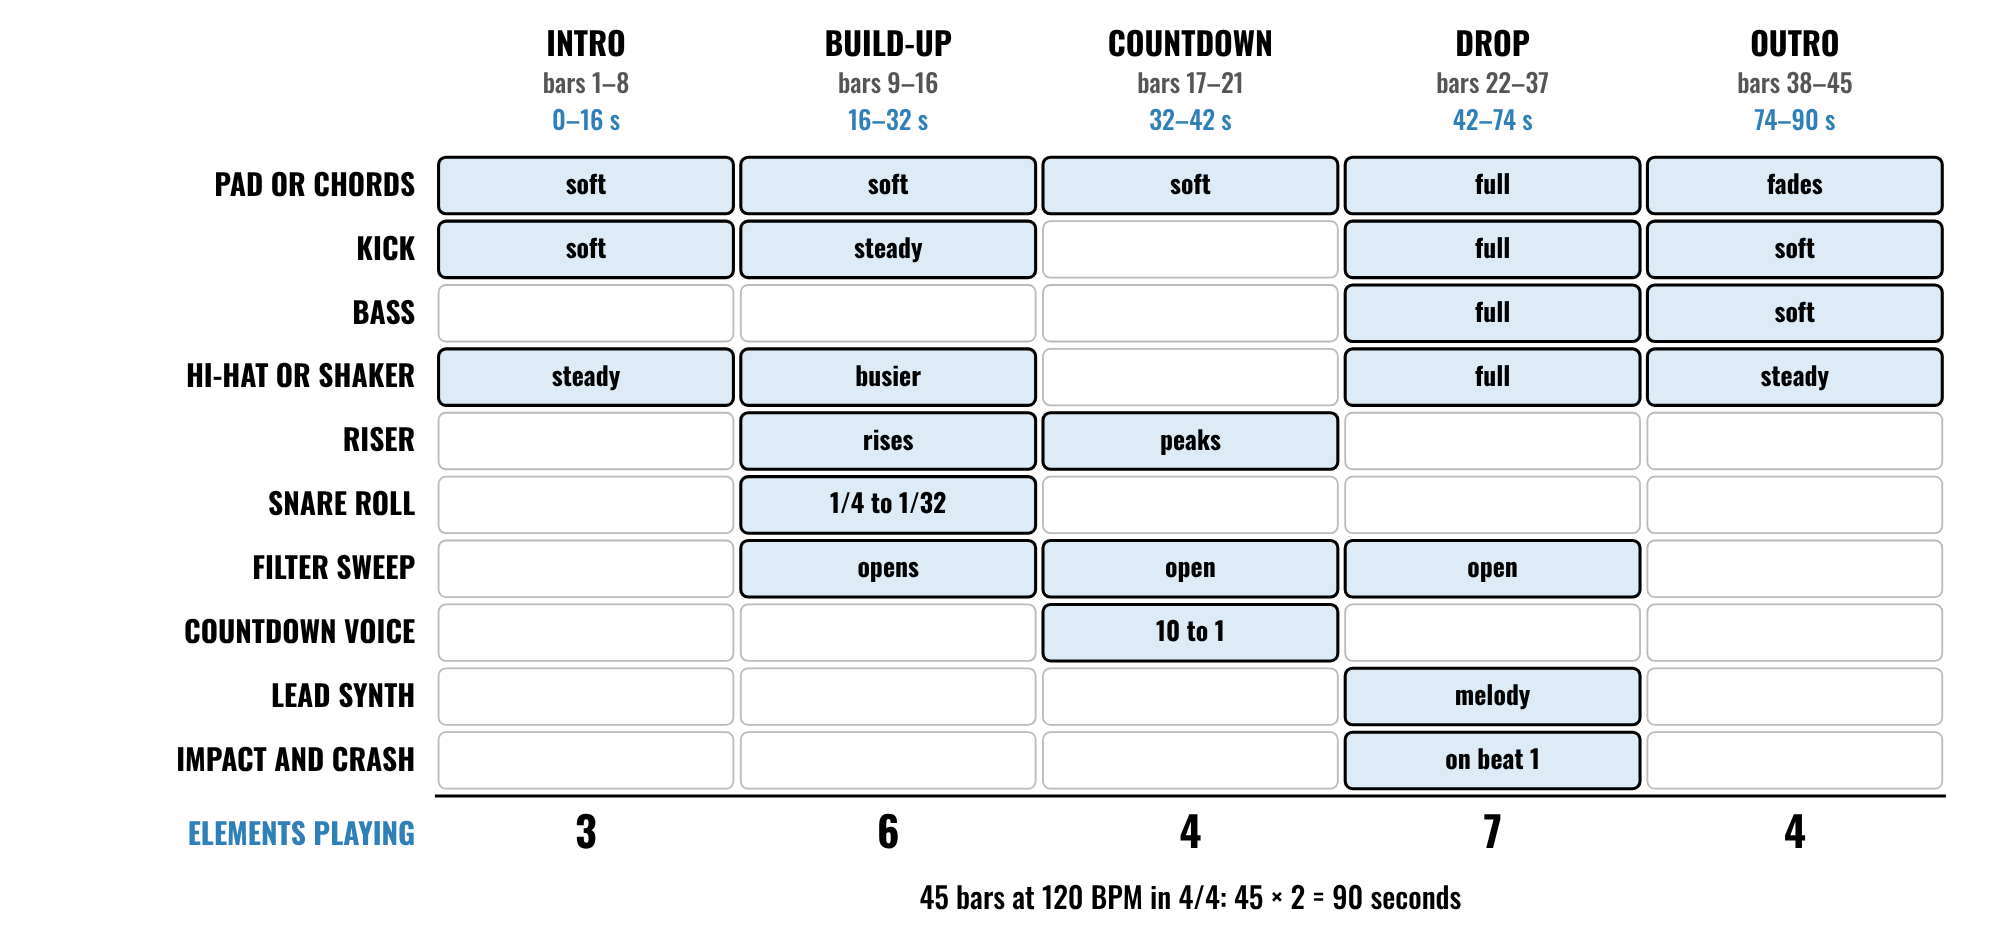 INTRO BUILD-UP COUNTDOWN DROP OUTRO
bars 1–8 bars 9–16 bars 17–21 bars 22–37 bars 38–45
0–16 s 16–32 s 32–42 s 42–74 s 74–90 s
PAD OR CHORDS soft soft soft full fades
KICK soft steady full soft
BASS full soft
HI-HAT OR SHAKER steady busier full steady
RISER rises peaks
SNARE ROLL 1/4 to 1/32
FILTER SWEEP opens open open
COUNTDOWN VOICE 10 to 1
LEAD SYNTH melody
IMPACT AND CRASH on beat 1
ELEMENTS PLAYING 3 6 4 7 4
45 bars at 120 BPM in 4/4: 45 × 2 = 90 seconds